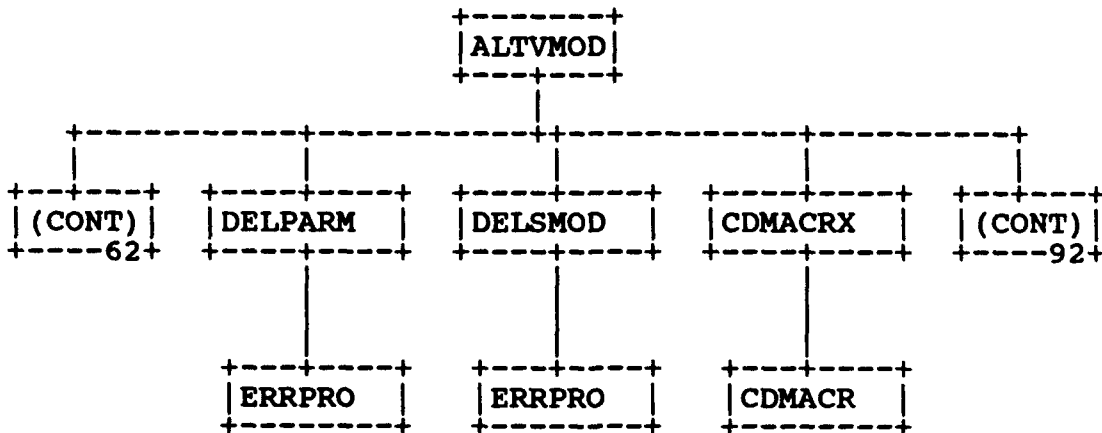 ALTVMOD
(CONT) DELPARM DELSMOD CDMACRX (CONT)
62 92
ERRPRO ERRPRO CDMACR